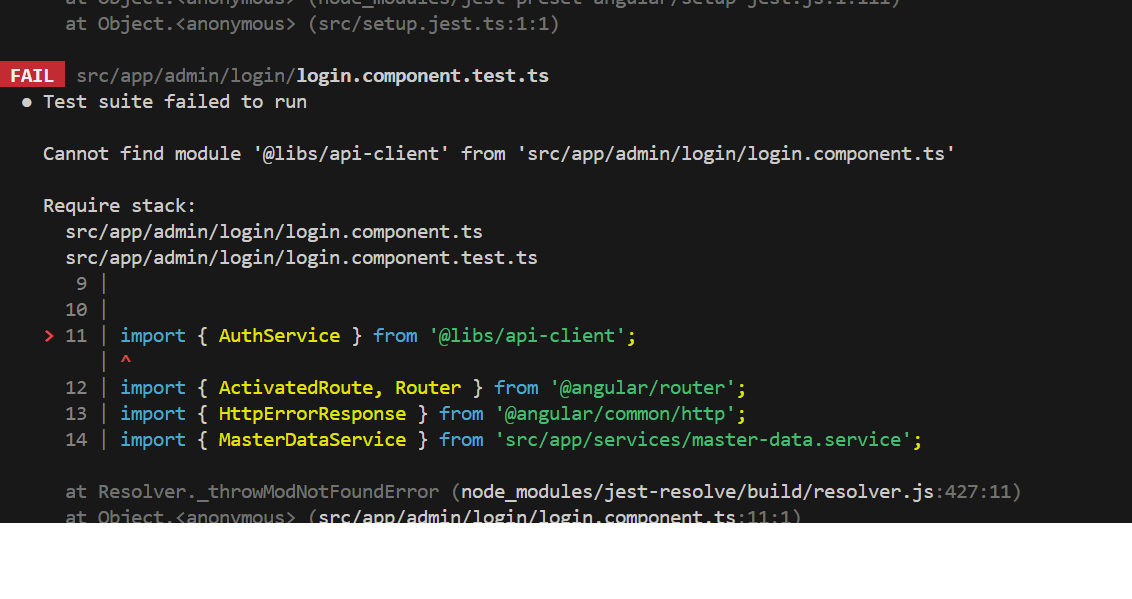 at Object.<anonymous> (node_modules/jest-preset-angular/setup-jest.js:1:111)
at Object.<anonymous> (src/setup.jest.ts:1:1)
FAIL src/app/admin/login/login.component.test.ts
● Test suite failed to run
Cannot find module '@libs/api-client' from 'src/app/admin/login/login.component.ts'
Require stack:
src/app/admin/login/login.component.ts
src/app/admin/login/login.component.test.ts
9 |
10 |
> 11 | import { AuthService } from '@libs/api-client';
| ^
12 | import { ActivatedRoute, Router } from '@angular/router';
13 | import { HttpErrorResponse } from '@angular/common/http';
14 | import { MasterDataService } from 'src/app/services/master-data.service';
at Resolver._throwModNotFoundError (node_modules/jest-resolve/build/resolver.js:427:11)
at Object.<anonymous> (src/app/admin/login/login.component.ts:11:1)